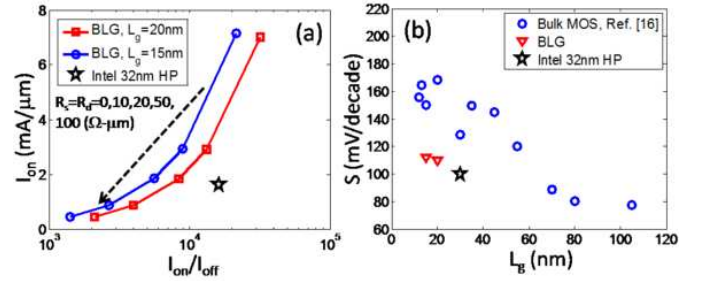 8
6
4
2
0
10^3
10^4
10^5
I_on (mA/μm)
I_on/I_off
BLG, L_g=20nm
BLG, L_g=15nm
Intel 32nm HP
(a)
R_s=R_d=0,10,20,50,
100 (Ω-μm)
220
200
180
160
140
120
100
80
60
0
20
40
60
80
100
120
S (mV/decade)
L_g (nm)
(b)
Bulk MOS, Ref. [16]
BLG
Intel 32nm HP